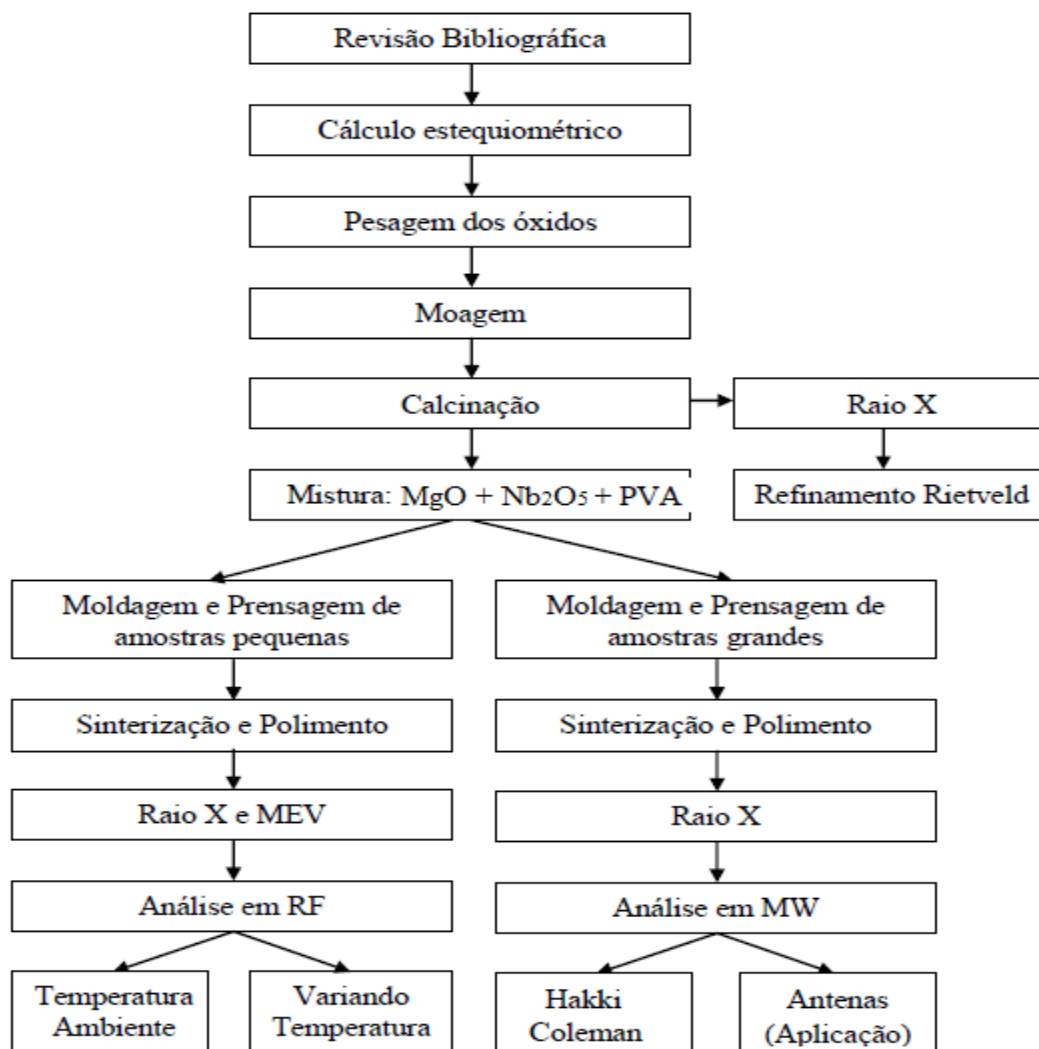 Revisão Bibliográfica
Cálculo estequiométrico
Pesagem dos óxidos
Moagem
Calcinação
Raio X
Mistura: MgO + Nb₂O₅ + PVA
Refinamento Rietveld
Moldagem e Prensagem de
amostras pequenas
Moldagem e Prensagem de
amostras grandes
Sinterização e Polimento
Sinterização e Polimento
Raio X e MEV
Raio X
Análise em RF
Análise em MW
Temperatura
Ambiente
Variando
Temperatura
Hakki
Coleman
Antenas
(Aplicação)